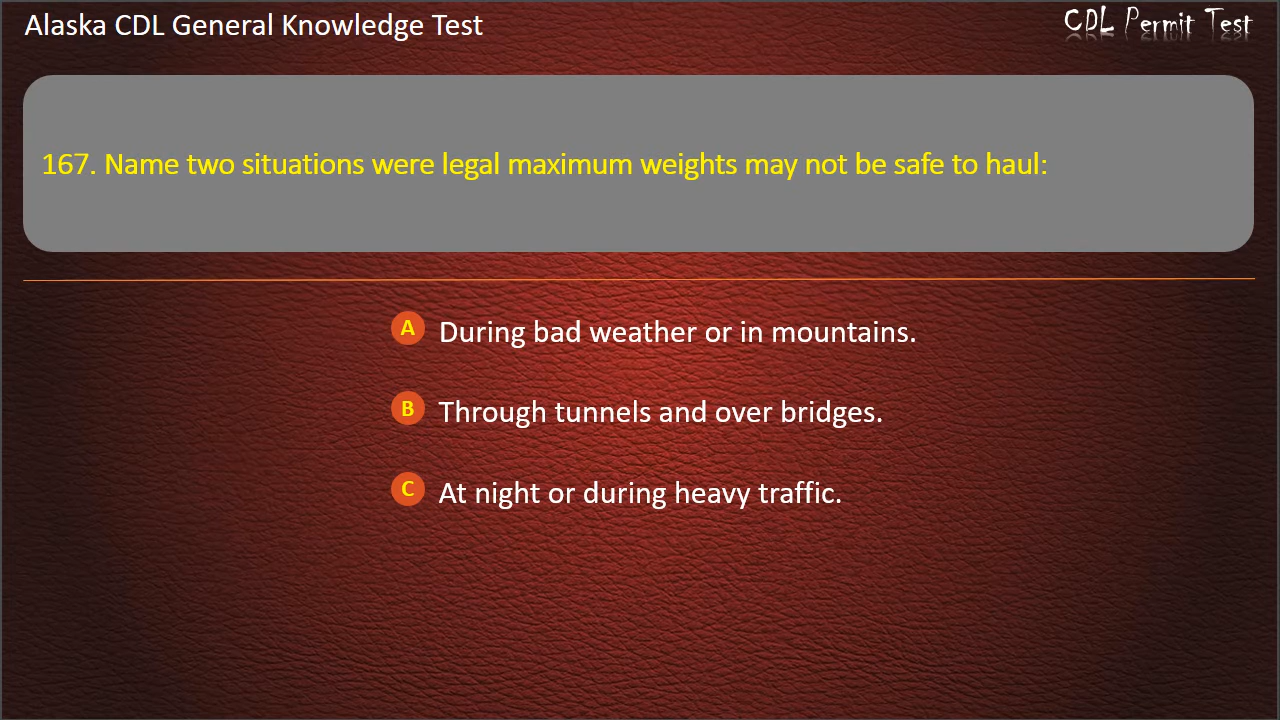 Alaska CDL General Knowledge Test
CDL Permit Test
167. Name two situations were legal maximum weights may not be safe to haul:
A During bad weather or in mountains.
B Through tunnels and over bridges.
C At night or during heavy traffic.